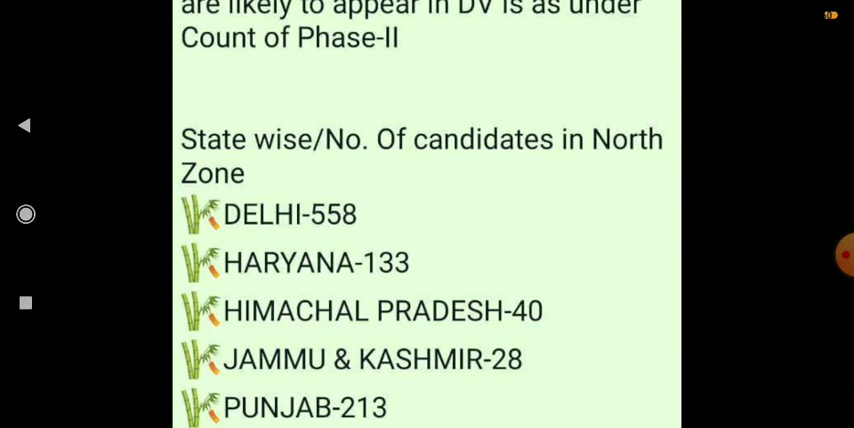 are likely to appear in DV is as under
Count of Phase-II
State wise/No. Of candidates in North
Zone
DELHI-558
HARYANA-133
HIMACHAL PRADESH-40
JAMMU & KASHMIR-28
PUNJAB-213